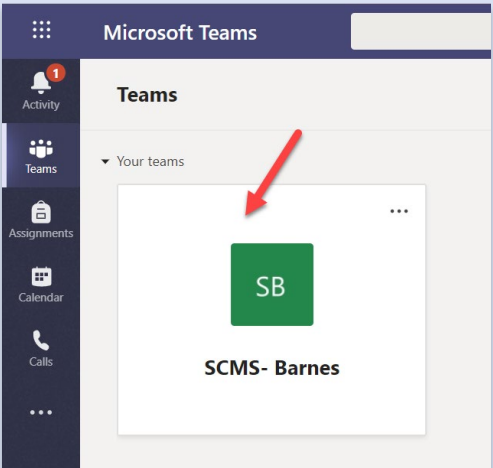 Microsoft Teams
1
Activity
Teams
Assignments
Calendar
Calls
Teams
Your teams
SB
SCMS- Barnes